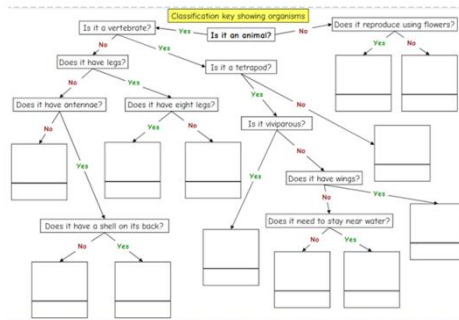 Classification key showing organisms
Is it a vertebrate?
Yes
Is it an animal?
No
Does it reproduce using flowers?
No
Yes
Yes
No
Does it have legs?
Is it a tetrapod?
No
Yes
Yes
No
Does it have antennae?
Does it have eight legs?
Is it viviparous?
No
Yes
Yes
No
Yes
No
Does it have wings?
No
Yes
Does it have a shell on its back?
Does it need to stay near water?
No
Yes
No
Yes